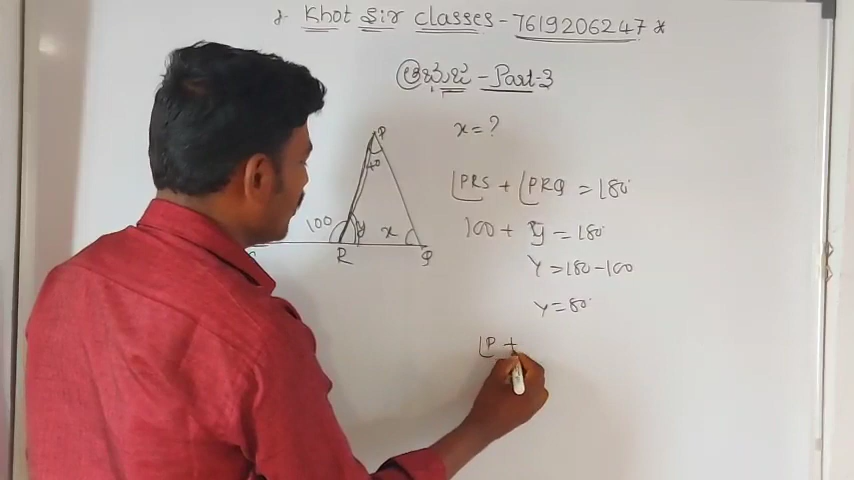 Khot Sir Classes - 7619206247 *
- Part-3
x = ?
P
40
100
y
x
R
Q
∟PRS + ∟PRQ = 180°
100 + y = 180°
y = 180 - 100
y = 80°
∟P +